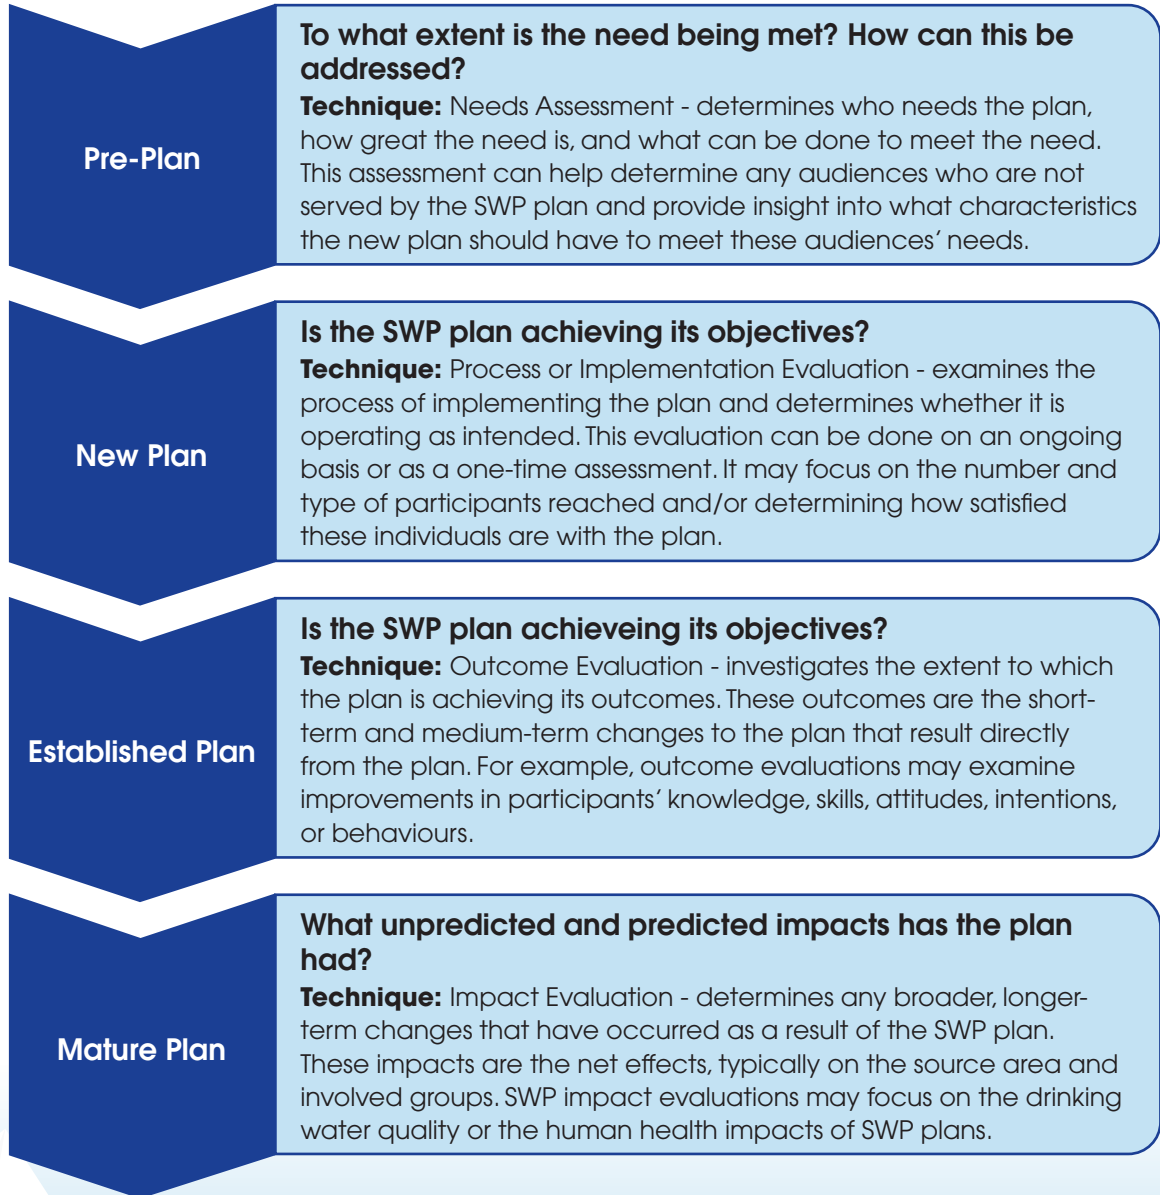 Pre-Plan
To what extent is the need being met? How can this be
addressed?
Technique: Needs Assessment - determines who needs the plan,
how great the need is, and what can be done to meet the need.
This assessment can help determine any audiences who are not
served by the SWP plan and provide insight into what characteristics
the new plan should have to meet these audiences' needs.
New Plan
Is the SWP plan achieving its objectives?
Technique: Process or Implementation Evaluation - examines the
process of implementing the plan and determines whether it is
operating as intended. This evaluation can be done on an ongoing
basis or as a one-time assessment. It may focus on the number and
type of participants reached and/or determining how satisfied
these individuals are with the plan.
Established Plan
Is the SWP plan achieveing its objectives?
Technique: Outcome Evaluation - investigates the extent to which
the plan is achieving its outcomes. These outcomes are the short-
term and medium-term changes to the plan that result directly
from the plan. For example, outcome evaluations may examine
improvements in participants' knowledge, skills, attitudes, intentions,
or behaviours.
Mature Plan
What unpredicted and predicted impacts has the plan
had?
Technique: Impact Evaluation - determines any broader, longer-
term changes that have occurred as a result of the SWP plan.
These impacts are the net effects, typically on the source area and
involved groups. SWP impact evaluations may focus on the drinking
water quality or the human health impacts of SWP plans.